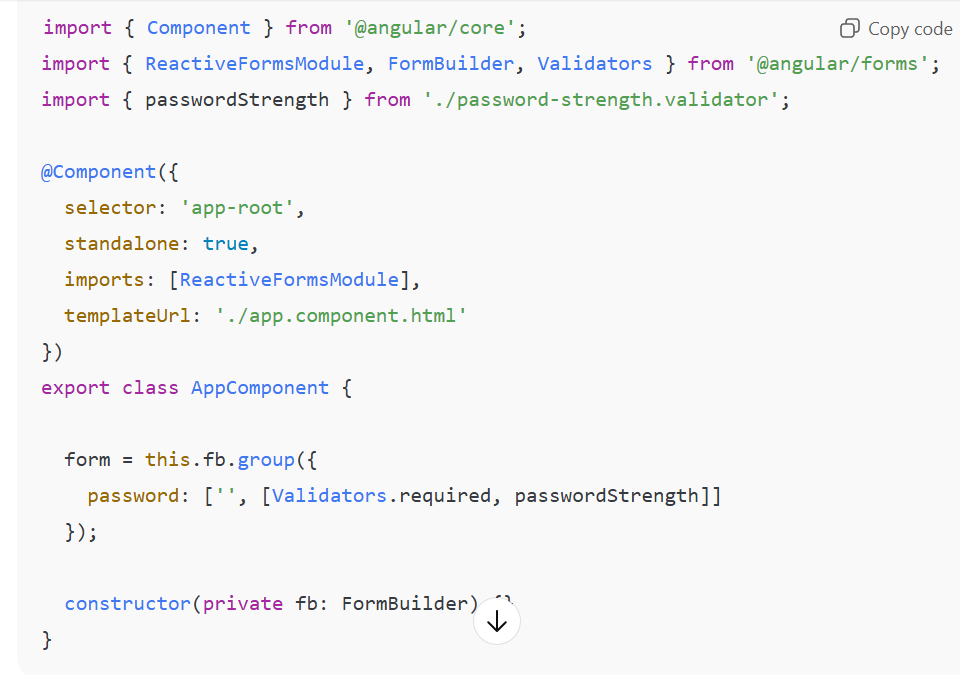 import { Component } from '@angular/core';
Copy code
import { ReactiveFormsModule, FormBuilder, Validators } from '@angular/forms';
import { passwordStrength } from './password-strength.validator';
@Component({
selector: 'app-root',
standalone: true,
imports: [ReactiveFormsModule],
templateUrl: './app.component.html'
})
export class AppComponent {
form = this.fb.group({
password: ['', [Validators.required, passwordStrength]]
});
constructor(private fb: FormBuilder) {}
}